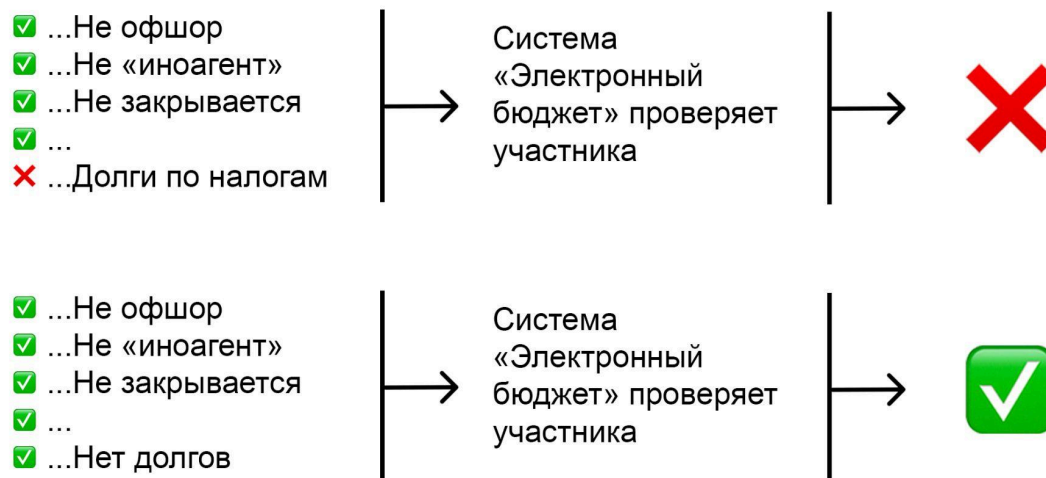 ✅ ...Не офшор
✅ ...Не «иноагент»
✅ ...Не закрывается
✅ ...
❌ ...Долги по налогам
Система
«Электронный
бюджет» проверяет
участника
✅ ...Не офшор
✅ ...Не «иноагент»
✅ ...Не закрывается
✅ ...
✅ ...Нет долгов
Система
«Электронный
бюджет» проверяет
участника